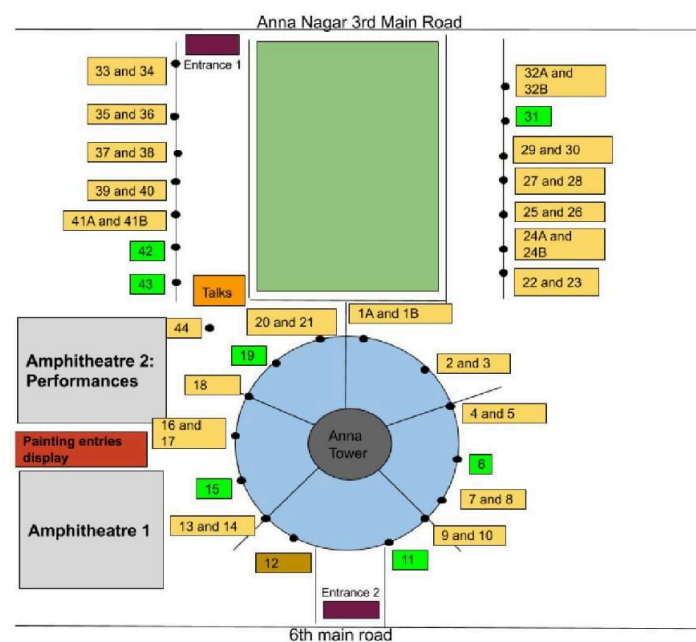 Anna Nagar 3rd Main Road
Entrance 1
33 and 34
35 and 36
37 and 38
39 and 40
41A and 41B
42
43
Talks
44
32A and
32B
31
29 and 30
27 and 28
25 and 26
24A and
24B
22 and 23
20 and 21
1A and 1B
19
2 and 3
18
4 and 5
16 and
17
6
15
7 and 8
13 and 14
9 and 10
12
11
Anna
Tower
Amphitheatre 2:
Performances
Painting entries
display
Amphitheatre 1
Entrance 2
6th main road